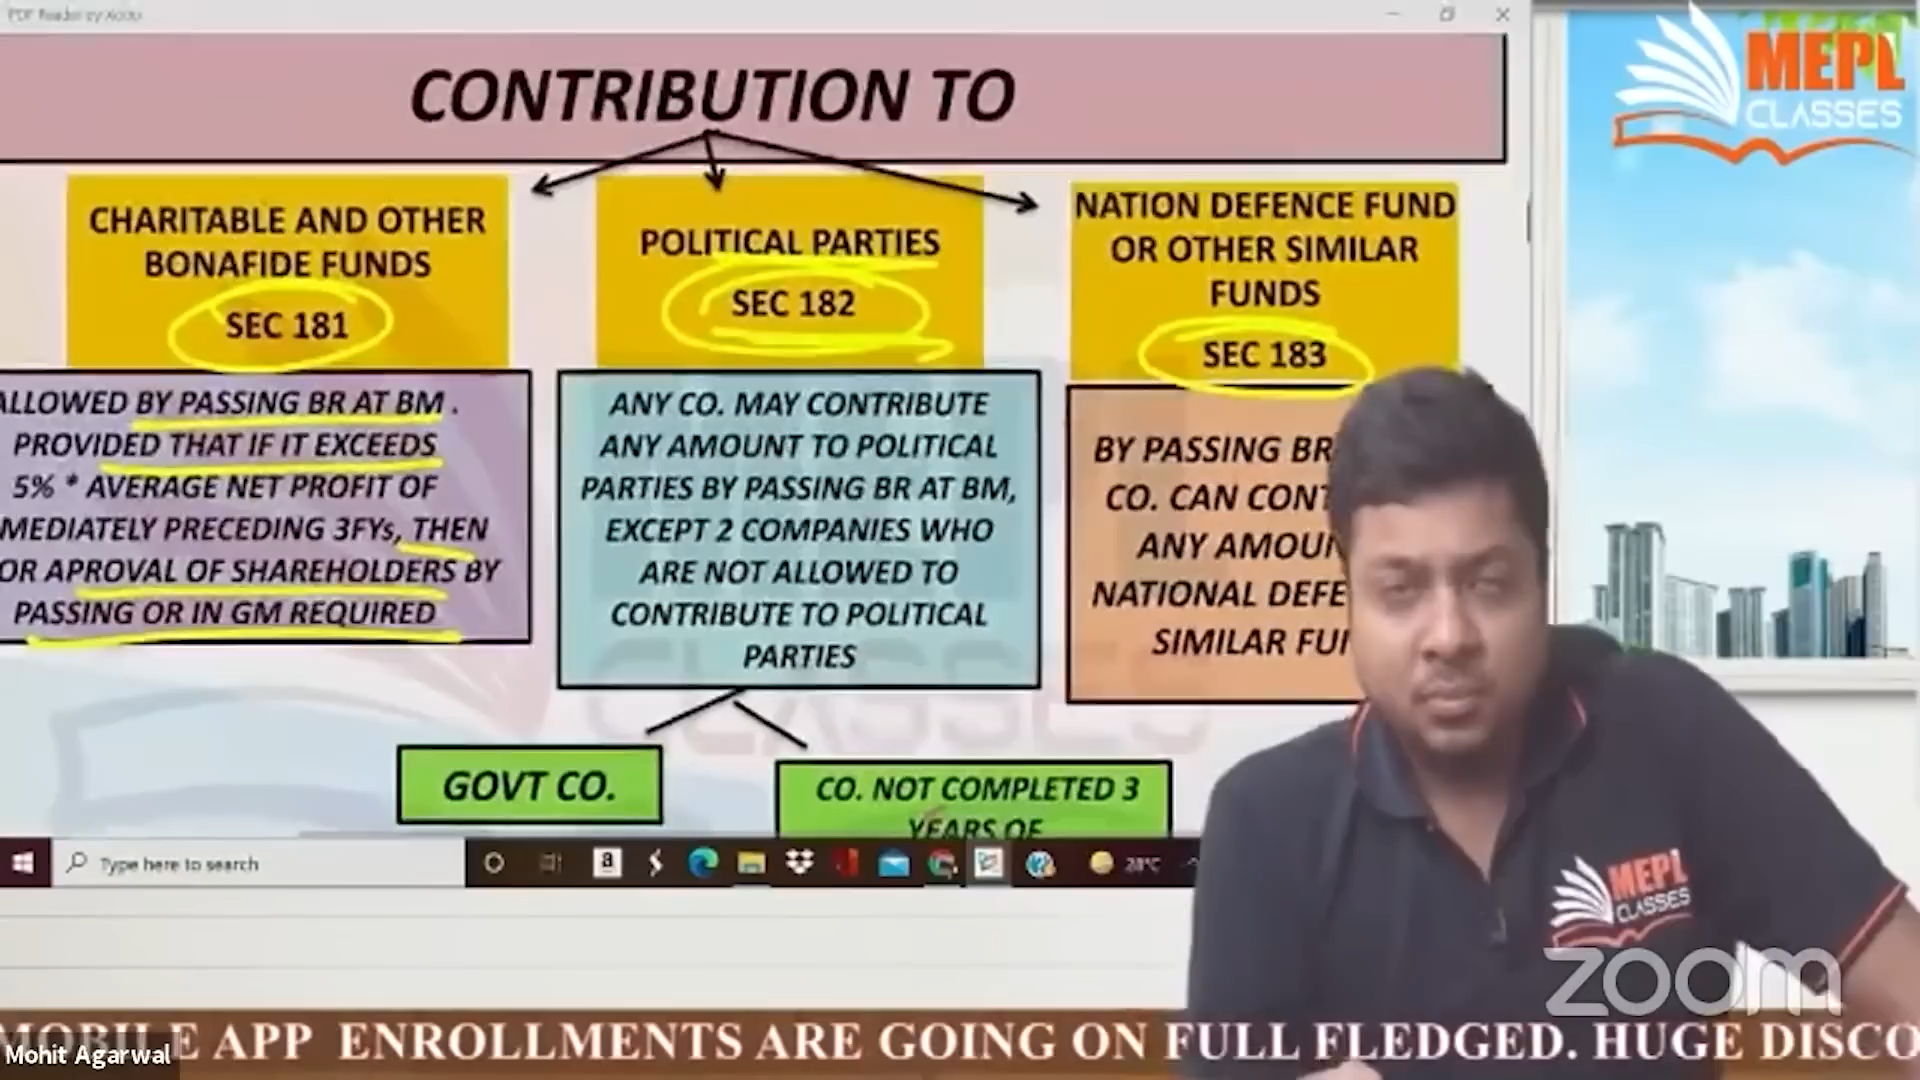 PDF Reader by Xodo
CONTRIBUTION TO
CHARITABLE AND OTHER
BONAFIDE FUNDS
SEC 181
POLITICAL PARTIES
SEC 182
NATION DEFENCE FUND
OR OTHER SIMILAR
FUNDS
SEC 183
ALLOWED BY PASSING BR AT BM .
PROVIDED THAT IF IT EXCEEDS
5% * AVERAGE NET PROFIT OF
MEDIATELY PRECEDING 3FYs, THEN
OR APROVAL OF SHAREHOLDERS BY
PASSING OR IN GM REQUIRED
ANY CO. MAY CONTRIBUTE
ANY AMOUNT TO POLITICAL
PARTIES BY PASSING BR AT BM,
EXCEPT 2 COMPANIES WHO
ARE NOT ALLOWED TO
CONTRIBUTE TO POLITICAL
PARTIES
BY PASSING BR
CO. CAN CONT
ANY AMOUN
NATIONAL DEFE
SIMILAR FUN
GOVT CO.
CO. NOT COMPLETED 3
YEARS OF
CLASSES
Type here to search
28°C
MEPL
CLASSES
MEPL
CLASSES
zoom
MOBILE APP ENROLLMENTS ARE GOING ON FULL FLEDGED. HUGE DISCO
Mohit Agarwal